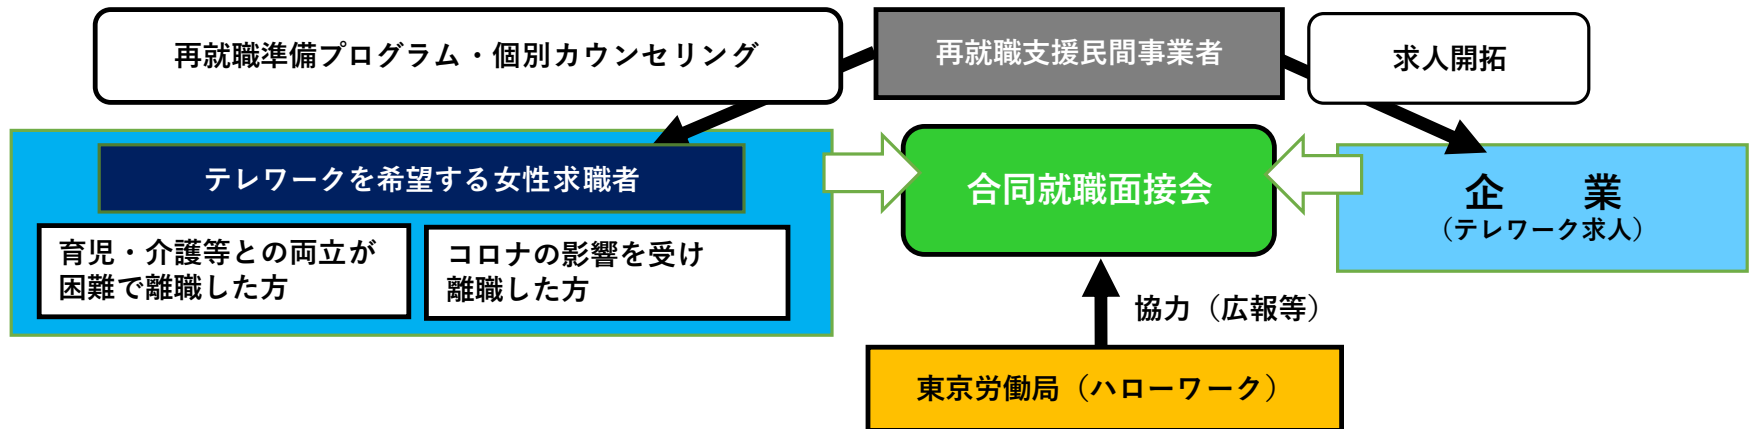 再就職準備プログラム・個別カウンセリング
再就職支援民間事業者
求人開拓
テレワークを希望する女性求職者
育児・介護等との両立が
困難で離職した方
コロナの影響を受け
離職した方
合同就職面接会
企　業
（テレワーク求人）
協力（広報等）
東京労働局（ハローワーク）